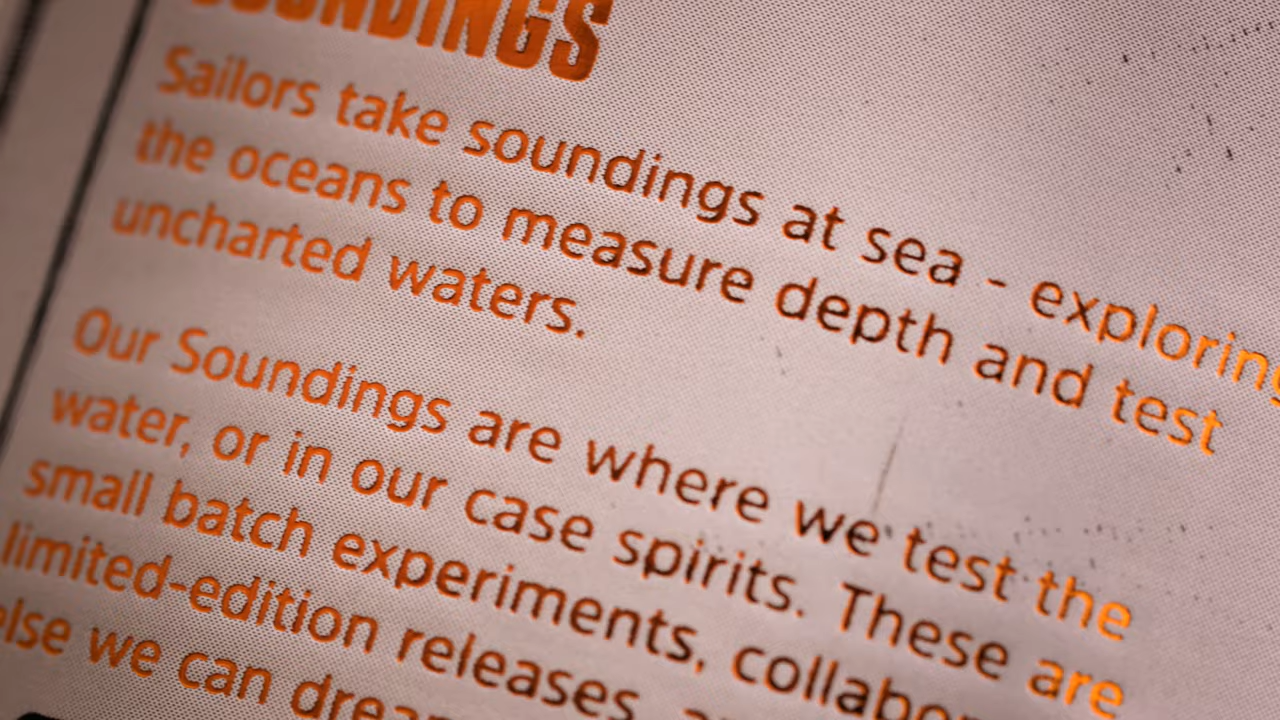 SOUNDINGS
Sailors take soundings at sea - exploring
the oceans to measure depth and test
uncharted waters.
Our Soundings are where we test the
water, or in our case spirits. These are
small batch experiments,
limited-edition releases,
else we can